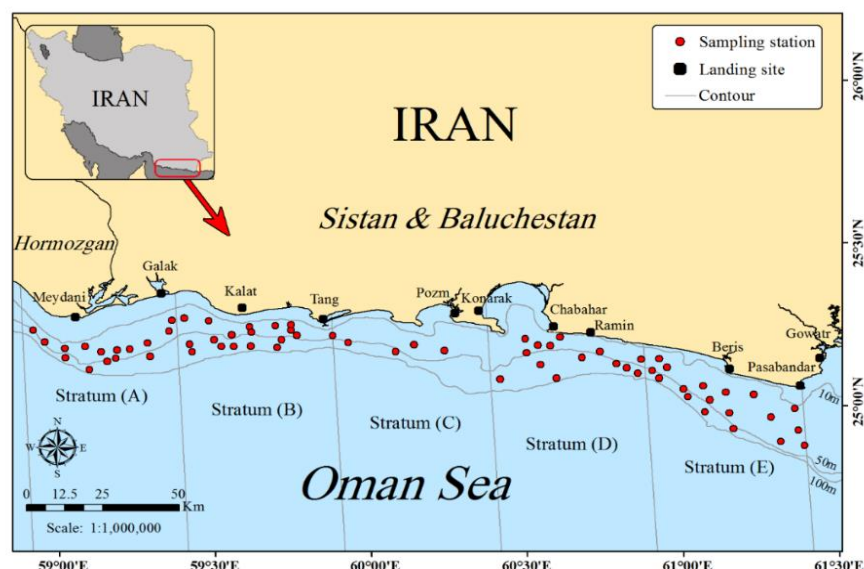 IRAN
Sampling station
Landing site
Contour
26°00'N
IRAN
Sistan & Baluchestan
Hormozgan
25°30'N
Galak
Meydani
Kalat
Tang
Pozm
Konarak
Chabahar
Ramin
Beris
Gowatr
Pasabandar
10m
25°00'N
Stratum (A)
Stratum (B)
Stratum (C)
Stratum (D)
Stratum (E)
50m
100m
N
W
E
S
Oman Sea
0 12.5 25 50
Km
Scale: 1:1,000,000
59°00'E
59°30'E
60°00'E
60°30'E
61°00'E
61°30'E